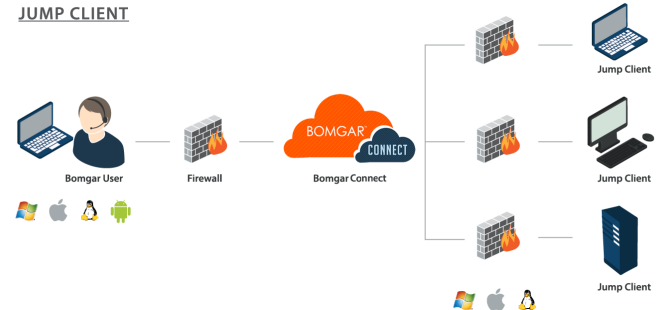 JUMP CLIENT
Jump Client
BOMGAR
CONNECT
Bomgar User
Firewall
Bomgar Connect
Jump Client
Jump Client